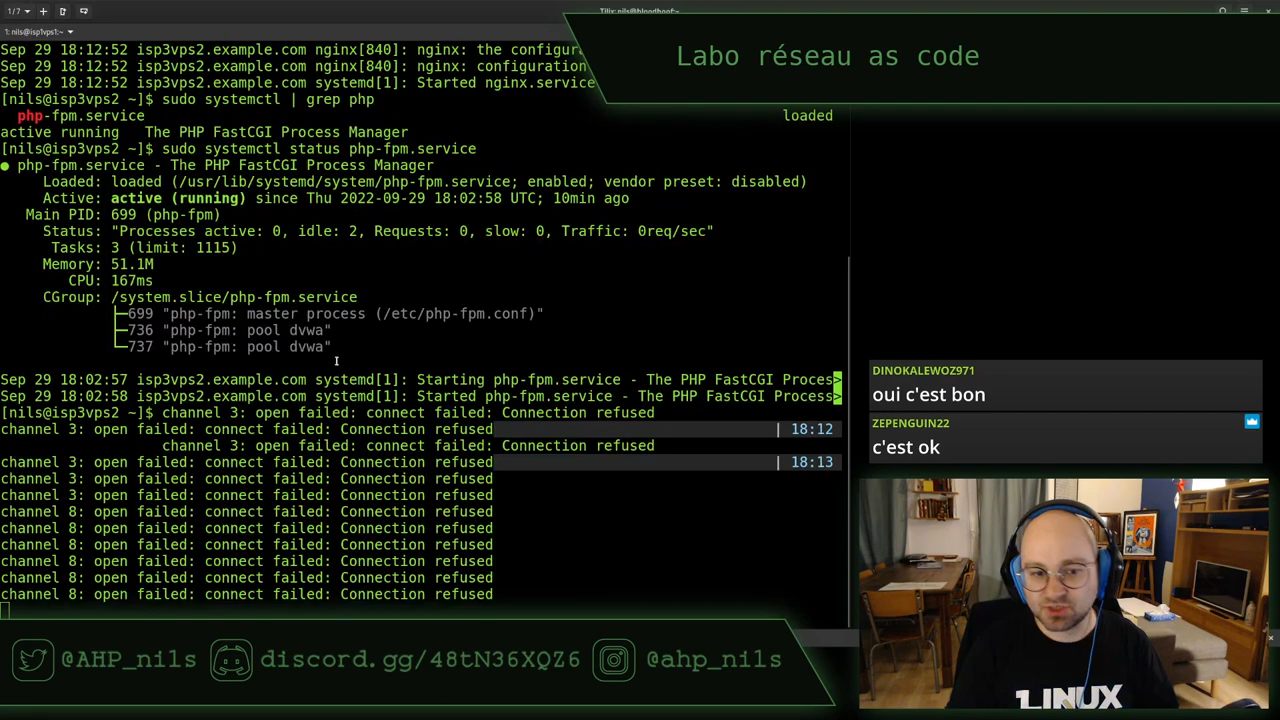 1/7
Tilix: nils@bloodhoof:~
1: nils@isp1vps1:~
Sep 29 18:12:52 isp3vps2.example.com nginx[840]: nginx: the configur
Sep 29 18:12:52 isp3vps2.example.com nginx[840]: nginx: configuration
Sep 29 18:12:52 isp3vps2.example.com systemd[1]: Started nginx.service
[nils@isp3vps2 ~]$ sudo systemctl | grep php
php-fpm.service loaded
active running The PHP FastCGI Process Manager
[nils@isp3vps2 ~]$ sudo systemctl status php-fpm.service
● php-fpm.service - The PHP FastCGI Process Manager
Loaded: loaded (/usr/lib/systemd/system/php-fpm.service; enabled; vendor preset: disabled)
Active: active (running) since Thu 2022-09-29 18:02:58 UTC; 10min ago
Main PID: 699 (php-fpm)
Status: "Processes active: 0, idle: 2, Requests: 0, slow: 0, Traffic: 0req/sec"
Tasks: 3 (limit: 1115)
Memory: 51.1M
CPU: 167ms
CGroup: /system.slice/php-fpm.service
├─699 "php-fpm: master process (/etc/php-fpm.conf)"
├─736 "php-fpm: pool dvwa"
└─737 "php-fpm: pool dvwa"
Sep 29 18:02:57 isp3vps2.example.com systemd[1]: Starting php-fpm.service - The PHP FastCGI Proces>
Sep 29 18:02:58 isp3vps2.example.com systemd[1]: Started php-fpm.service - The PHP FastCGI Process>
[nils@isp3vps2 ~]$ channel 3: open failed: connect failed: Connection refused
channel 3: open failed: connect failed: Connection refused | 18:12
channel 3: open failed: connect failed: Connection refused
channel 3: open failed: connect failed: Connection refused | 18:13
channel 3: open failed: connect failed: Connection refused
channel 3: open failed: connect failed: Connection refused
channel 8: open failed: connect failed: Connection refused
channel 8: open failed: connect failed: Connection refused
channel 8: open failed: connect failed: Connection refused
channel 8: open failed: connect failed: Connection refused
channel 8: open failed: connect failed: Connection refused
channel 8: open failed: connect failed: Connection refused
Labo réseau as code
DINOKALEWOZ971
oui c'est bon
ZEPENGUIN22
c'est ok
LINUX
@AHP_nils discord.gg/48tN36XQZ6 @ahp_nils